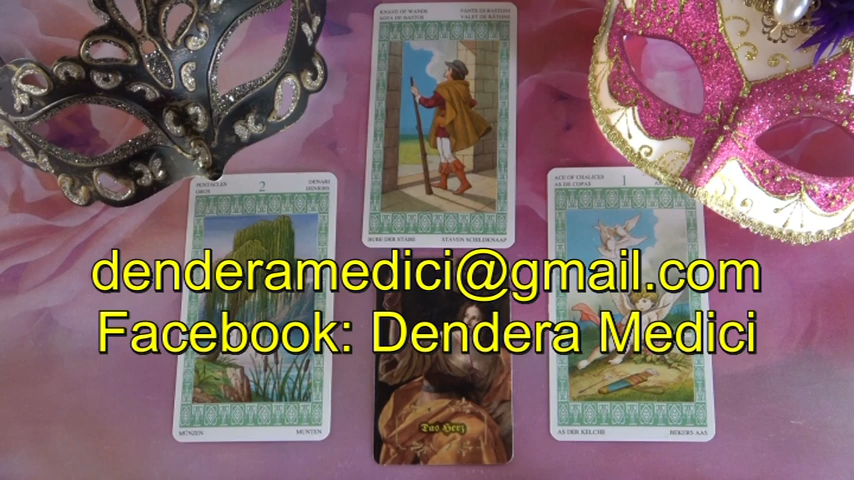 KNAVE OF WANDS
SOTA DE BASTOS
FANTE DI BASTONI
VALET DE BATONS
BUBE DER STÄBE
STAVEN SCHILDKNAAP
PENTACLES
OROS
2
DENARI
DENIERS
ACE OF CHALICES
AS DE COPAS
1
denderamedici@gmail.com
Facebook: Dendera Medici
MÜNZEN
MUNTEN
Das Herz
AS DER KELCHE
BEKERS AAS